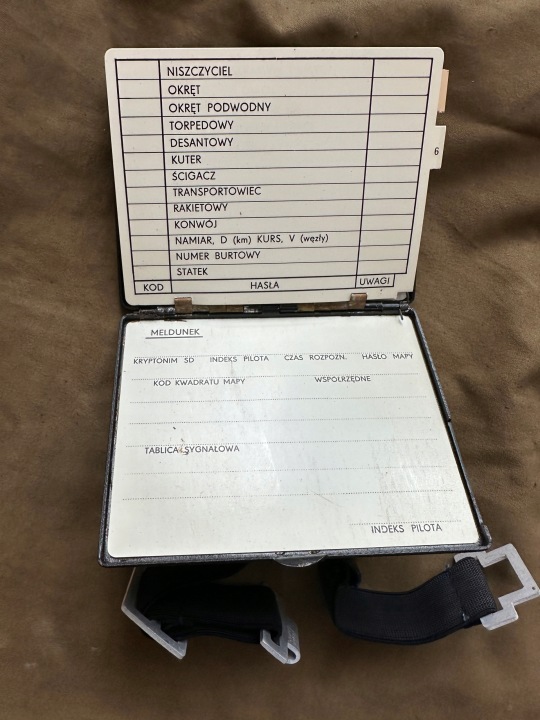 NISZCZYCIEL
OKRĘT
OKRĘT PODWODNY
TORPEDOWY
6
DESANTOWY
KUTER
ŚCIGACZ
TRANSPORTOWIEC
RAKIETOWY
KONWÓJ
NAMIAR, D (km) KURS, V (węzły)
NUMER BURTOWY
STATEK
KOD HASŁA UWAGI
MELDUNEK
KRYPTONIM SD INDEKS PILOTA CZAS ROZPOZN. HASŁO MAPY
KOD KWADRATU MAPY WSPÓŁRZĘDNE
TABLICA SYGNAŁOWA
INDEKS PILOTA